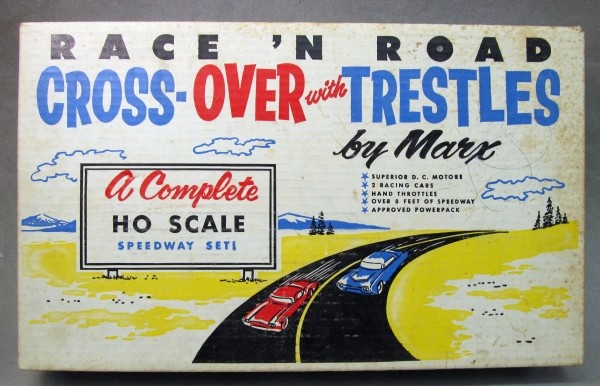 RACE 'N ROAD
CROSS-OVER with TRESTLES
by Marx
A Complete
HO SCALE
SPEEDWAY SET!
★ SUPERIOR D. C. MOTORS
★ 2 RACING CARS
★ HAND THROTTLES
★ OVER 8 FEET OF SPEEDWAY
★ APPROVED POWERPACK